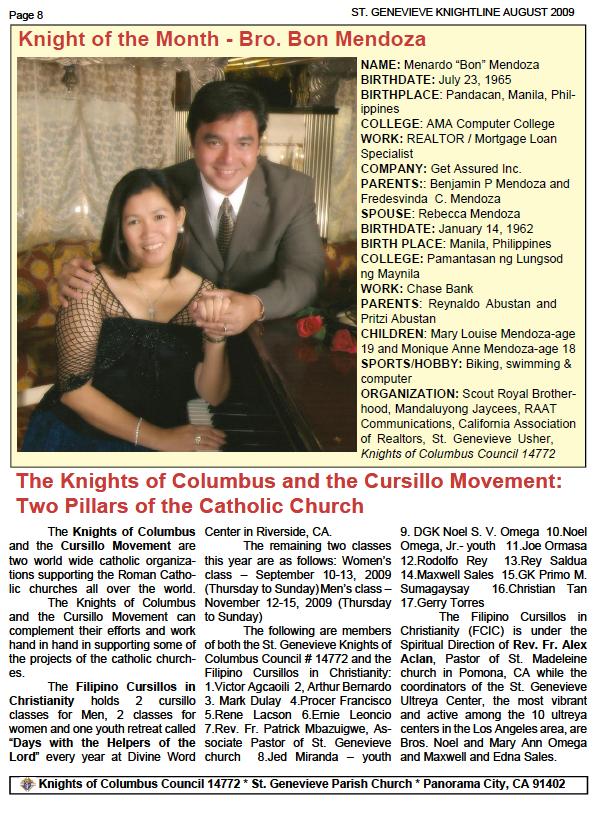 Page 8
ST. GENEVIEVE KNIGHTLINE AUGUST 2009
Knight of the Month - Bro. Bon Mendoza
NAME: Menardo “Bon” Mendoza
BIRTHDATE: July 23, 1965
BIRTHPLACE: Pandacan, Manila, Phil-
ippines
COLLEGE: AMA Computer College
WORK: REALTOR / Mortgage Loan
Specialist
COMPANY: Get Assured Inc.
PARENTS:: Benjamin P Mendoza and
Fredesvinda C. Mendoza
SPOUSE: Rebecca Mendoza
BIRTHDATE: January 14, 1962
BIRTH PLACE: Manila, Philippines
COLLEGE: Pamantasan ng Lungsod
ng Maynila
WORK: Chase Bank
PARENTS: Reynaldo Abustan and
Pritzi Abustan
CHILDREN: Mary Louise Mendoza-age
19 and Monique Anne Mendoza-age 18
SPORTS/HOBBY: Biking, swimming &
computer
ORGANIZATION: Scout Royal Brother-
hood, Mandaluyong Jaycees, RAAT
Communications, California Association
of Realtors, St. Genevieve Usher,
Knights of Columbus Council 14772
The Knights of Columbus and the Cursillo Movement:
Two Pillars of the Catholic Church
The Knights of Columbus
and the Cursillo Movement are
two world wide catholic organiza-
tions supporting the Roman Catho-
lic churches all over the world.
The Knights of Columbus
and the Cursillo Movement can
complement their efforts and work
hand in hand in supporting some of
the projects of the catholic church-
es.
The Filipino Cursillos in
Christianity holds 2 cursillo
classes for Men, 2 classes for
women and one youth retreat called
“Days with the Helpers of the
Lord” every year at Divine Word
Center in Riverside, CA.
The remaining two classes
this year are as follows: Women’s
class – September 10-13, 2009
(Thursday to Sunday)Men’s class –
November 12-15, 2009 (Thursday
to Sunday)
The following are members
of both the St. Genevieve Knights of
Columbus Council # 14772 and the
Filipino Cursillos in Christianity:
1.Victor Agcaoili 2, Arthur Bernardo
3. Mark Dulay 4.Procer Francisco
5.Rene Lacson 6.Ernie Leoncio
7.Rev. Fr. Patrick Mbazuigwe, As-
sociate Pastor of St. Genevieve
church 8.Jed Miranda – youth
9. DGK Noel S. V. Omega 10.Noel
Omega, Jr.- youth 11.Joe Ormasa
12.Rodolfo Rey 13.Rey Saldua
14.Maxwell Sales 15.GK Primo M.
Sumagaysay 16.Christian Tan
17.Gerry Torres
The Filipino Cursillos in
Christianity (FCIC) is under the
Spiritual Direction of Rev. Fr. Alex
Aclan, Pastor of St. Madeleine
church in Pomona, CA while the
coordinators of the St. Genevieve
Ultreya Center, the most vibrant
and active among the 10 ultreya
centers in the Los Angeles area, are
Bros. Noel and Mary Ann Omega
and Maxwell and Edna Sales.
Knights of Columbus Council 14772 * St. Genevieve Parish Church * Panorama City, CA 91402